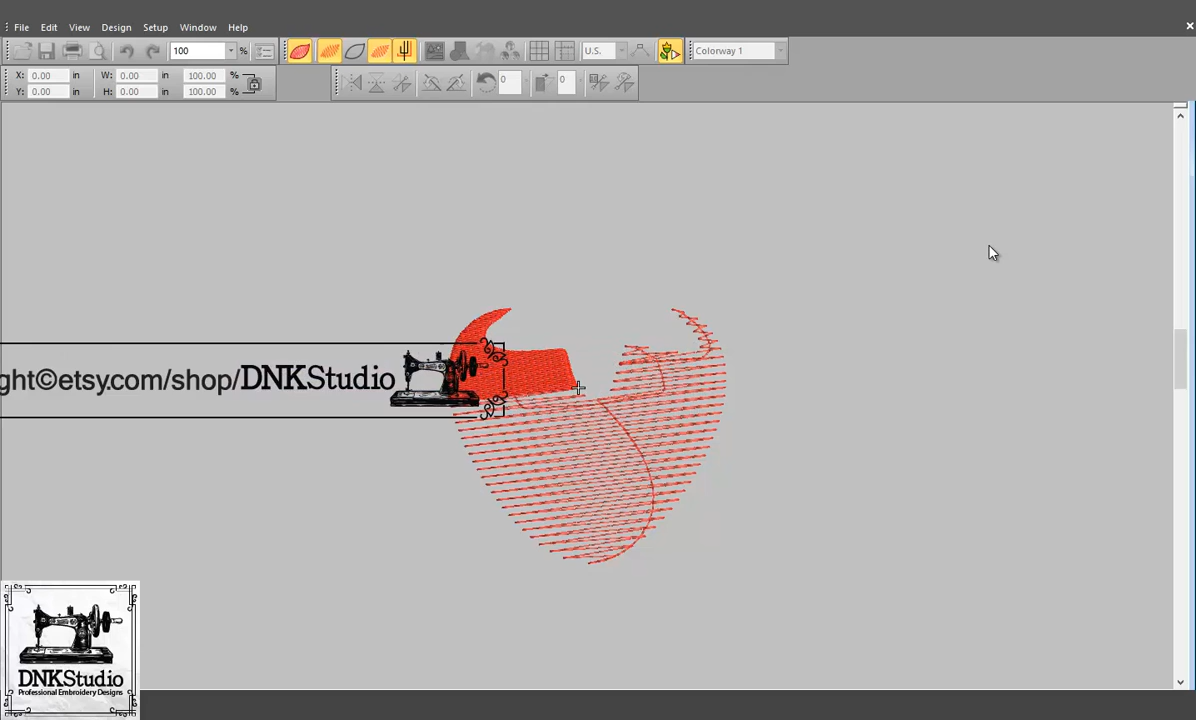 File Edit View Design Setup Window Help
100 % U.S. Colorway 1
X: 0.00 in W: 0.00 in 100.00 % 0 0
Y: 0.00 in H: 0.00 in 100.00 %
ght©etsy.com/shop/DNKStudio
DNKStudio
Professional Embroidery Designs